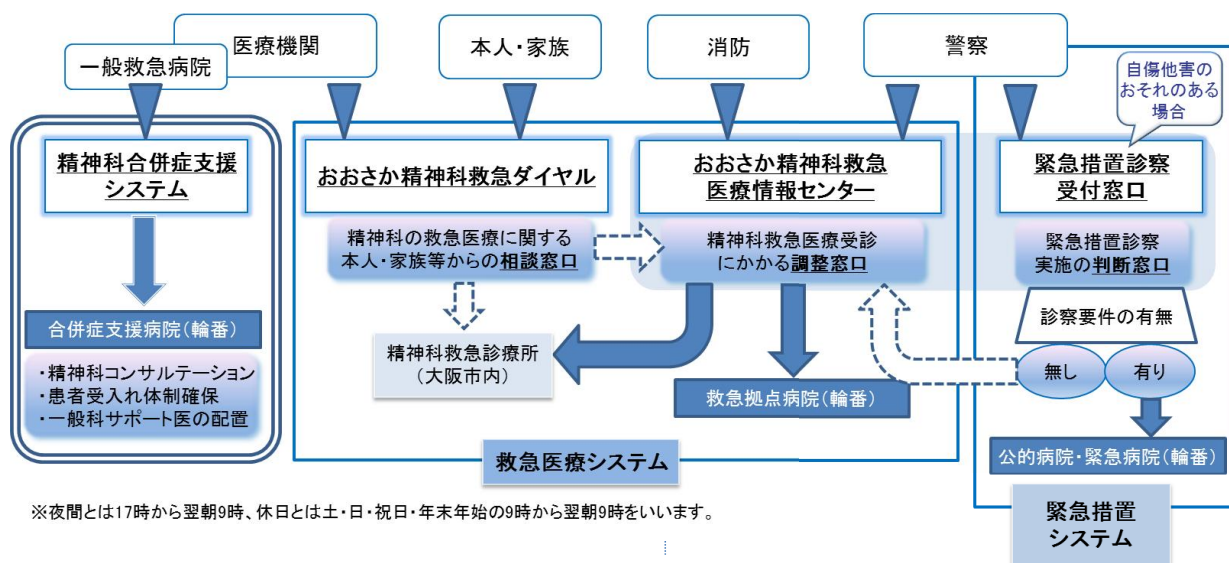 医療機関
一般救急病院
本人・家族
消防
警察
自傷他害の
おそれのある
場合
精神科合併症支援
システム
おおさか精神科救急ダイヤル
おおさか精神科救急
医療情報センター
緊急措置診察
受付窓口
精神科の救急医療に関する
本人・家族等からの相談窓口
精神科救急医療受診
にかかる調整窓口
緊急措置診察
実施の判断窓口
合併症支援病院(輪番)
・精神科コンサルテーション
・患者受入れ体制確保
・一般科サポート医の配置
精神科救急診療所
(大阪市内)
救急拠点病院(輪番)
診察要件の有無
無し
有り
公的病院・緊急病院(輪番)
救急医療システム
緊急措置
システム
※夜間とは17時から翌朝9時、休日とは土・日・祝日・年末年始の9時から翌朝9時をいいます。